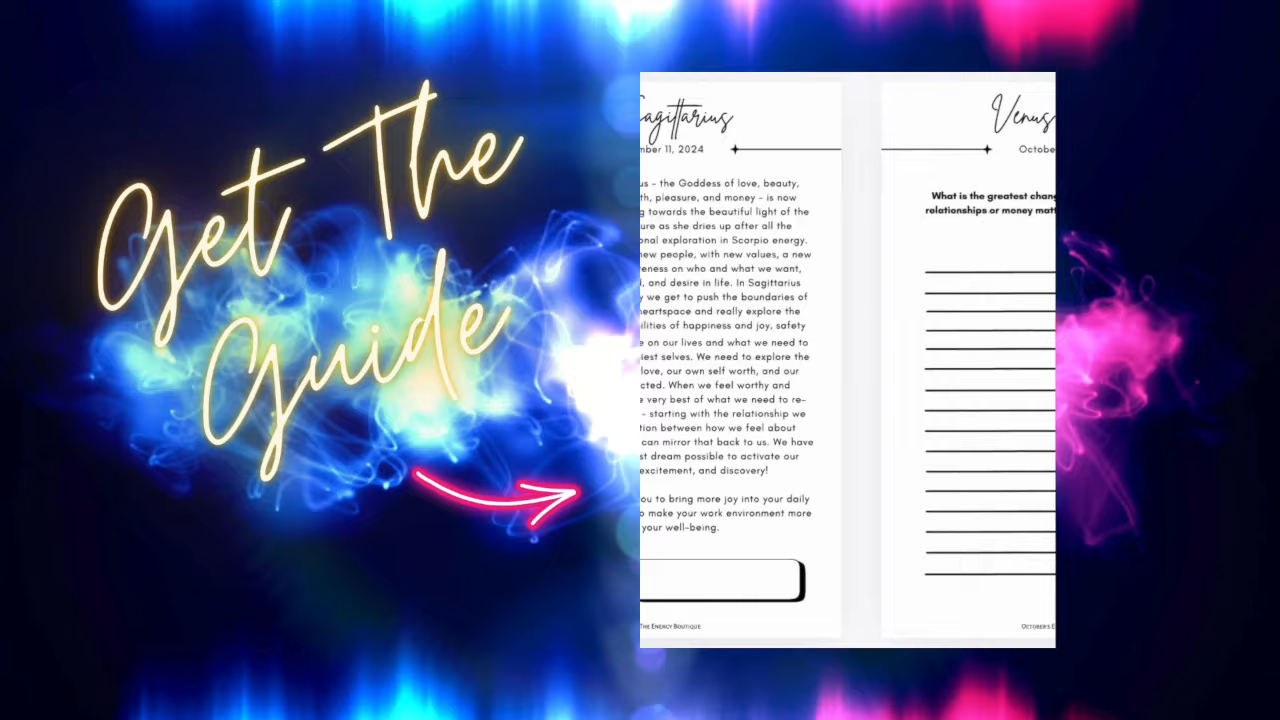 Get The
Guide
agittarius
mber 11, 2024
us - the Goddess of love, beauty,
th, pleasure, and money - is now
g towards the beautiful light of the
ure as she dries up after all the
onal exploration in Scorpio energy.
new people, with new values, a new
eness on who and what we want,
, and desire in life. In Sagittarius
y we get to push the boundaries of
heartspace and really explore the
ilities of happiness and joy, safety
e on our lives and what we need to
iest selves. We need to explore the
love, our own self worth, and our
cted. When we feel worthy and
e very best of what we need to re-
- starting with the relationship we
tion between how we feel about
can mirror that back to us. We have
st dream possible to activate our
excitement, and discovery!
ou to bring more joy into your daily
o make your work environment more
your well-being.
The Energy Boutique
Venus
Octobe
What is the greatest chang
relationships or money matt
October's E